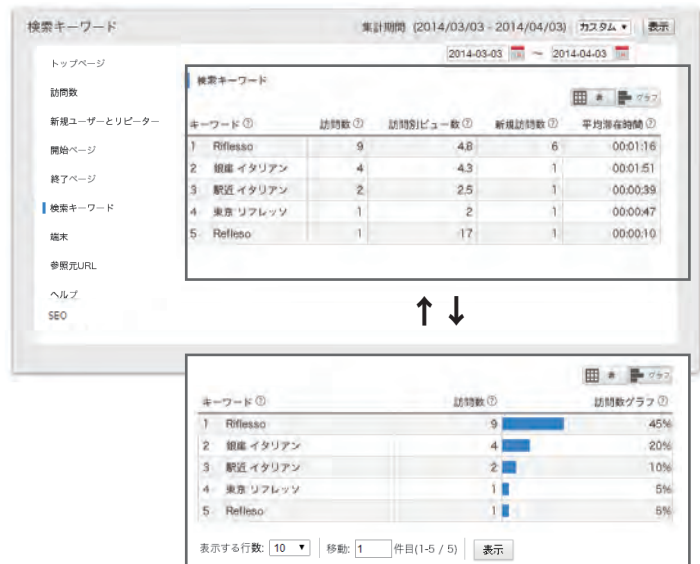 検索キーワード 集計期間 (2014/03/03 - 2014/04/03) カスタム 表示
2014-03-03 ～ 2014-04-03
トップページ
訪問数
新規ユーザーとリピーター
開始ページ
終了ページ
検索キーワード
端末
参照元URL
ヘルプ
SEO
検索キーワード
表 グラフ
キーワード 訪問数 訪問別ビュー数 新規訪問数 平均滞在時間
1 Riflesso 9 4.8 6 00:01:16
2 銀座 イタリアン 4 4.3 1 00:01:51
3 駅近 イタリアン 2 2.5 1 00:00:39
4 東京 リフレッソ 1 2 1 00:00:47
5 Refleso 1 17 1 00:00:10
↑↓
表 グラフ
キーワード 訪問数 訪問数グラフ
1 Riflesso 9 45%
2 銀座 イタリアン 4 20%
3 駅近 イタリアン 2 10%
4 東京 リフレッソ 1 5%
5 Refleso 1 5%
表示する行数: 10 移動: 1 件目(1-5 / 5) 表示